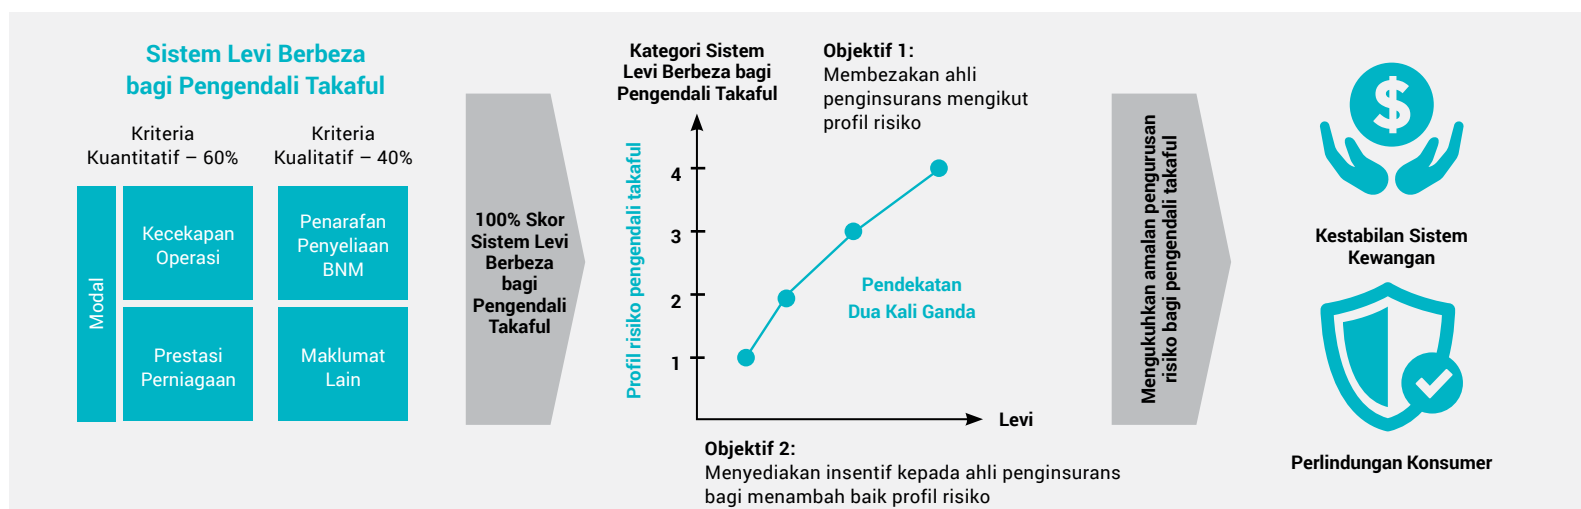 Sistem Levi Berbeza
bagi Pengendali Takaful
Kriteria
Kuantitatif – 60%
Kriteria
Kualitatif – 40%
Modal
Kecekapan
Operasi
Prestasi
Perniagaan
Penarafan
Penyeliaan
BNM
Maklumat
Lain
100% Skor
Sistem Levi
Berbeza
bagi
Pengendali
Takaful
Kategori Sistem
Levi Berbeza bagi
Pengendali Takaful
Objektif 1:
Membezakan ahli
penginsurans mengikut
profil risiko
Profil risiko pengendali takaful
4
3
2
1
Pendekatan
Dua Kali Ganda
Levi
Objektif 2:
Menyediakan insentif kepada ahli penginsurans
bagi menambah baik profil risiko
Mengukuhkan amalan pengurusan
risiko bagi pengendali takaful
$
Kestabilan Sistem
Kewangan
Perlindungan Konsumer